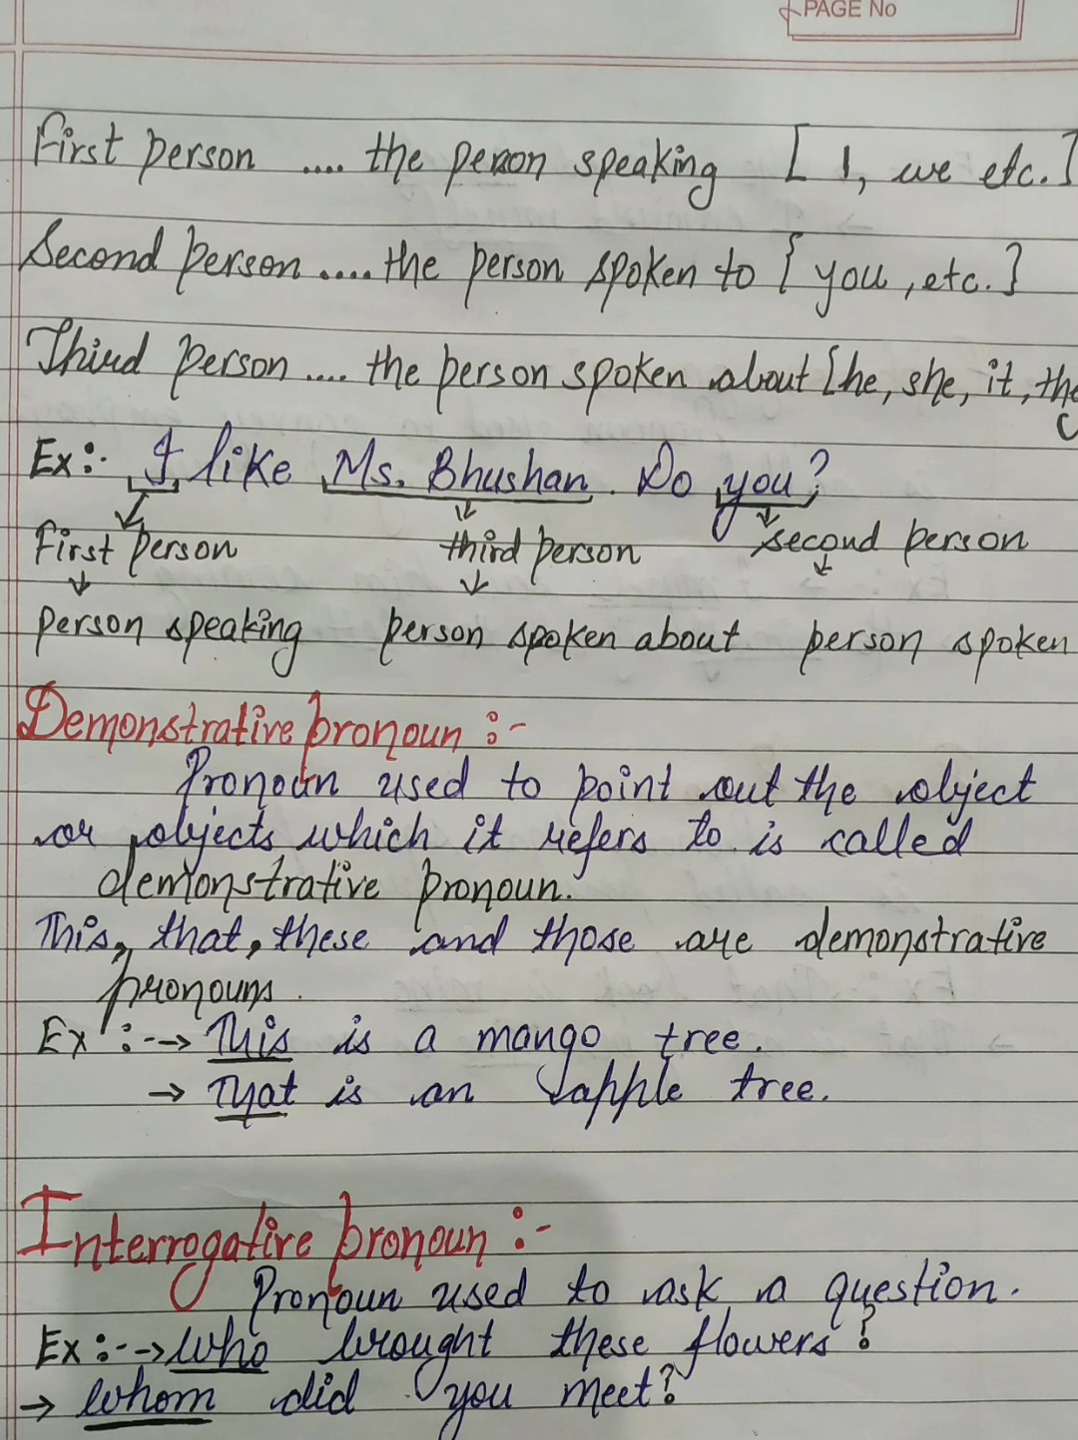 PAGE No
First person .... the person speaking [ I, we etc.]
Second person .... the person spoken to [ you, etc.]
Third person .... the person spoken about [he, she, it, the
Ex:- I like Ms. Bhushan. Do you?
First person third person second person
person speaking person spoken about person spoken
Demonstrative pronoun :-
Pronoun used to point out the object
or objects which it refers to is called
demonstrative pronoun.
This, that, these and those are demonstrative
pronouns.
Ex :-→ This is a mango tree.
→ That is an apple tree.
Interrogative pronoun :-
Pronoun used to ask a question.
Ex :-→ Who brought these flowers?
→ whom did you meet?